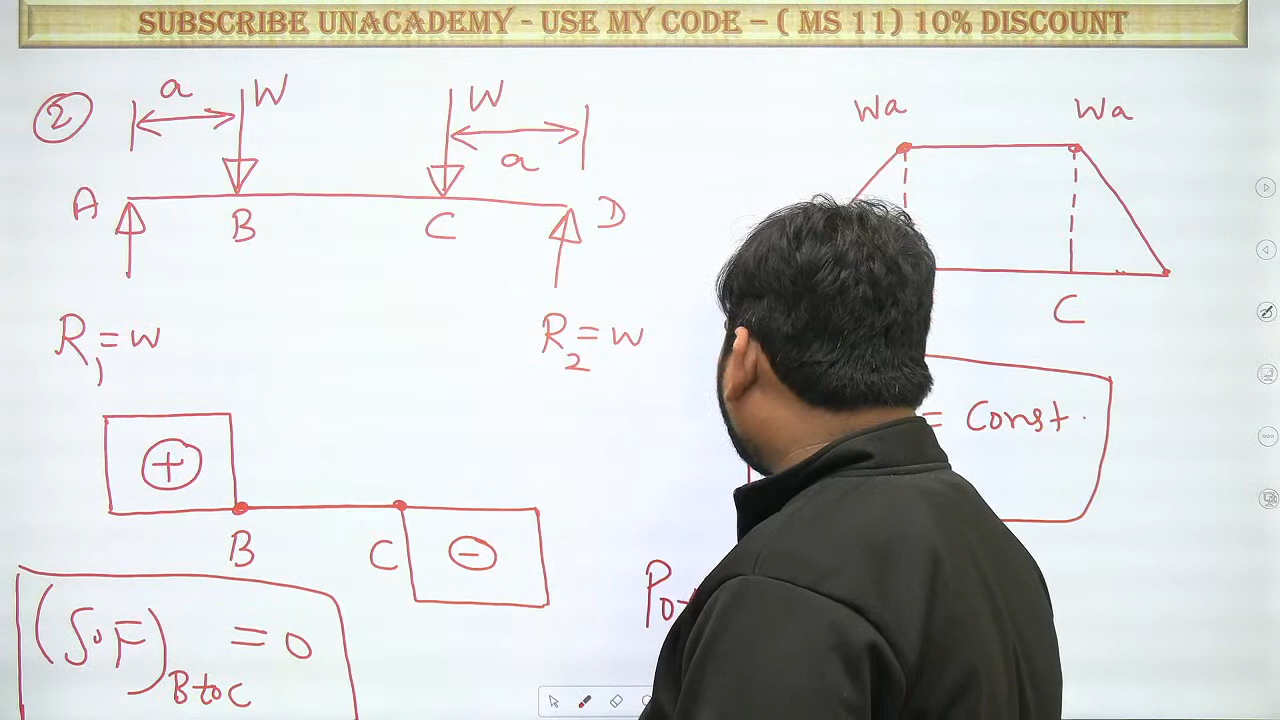 SUBSCRIBE UNACADEMY - USE MY CODE – ( MS 11) 10% DISCOUNT
2
a
W
W
a
A
B
C
D
R1 = W
R2 = W
+
B
C
−
(S.F)B to C = 0
Wa
Wa
C
= Const.